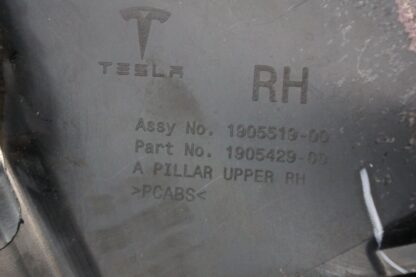 TESLA
RH
Assy No. 1905519-00
Part No. 1905429-00
A PILLAR UPPER RH
>PCABS<